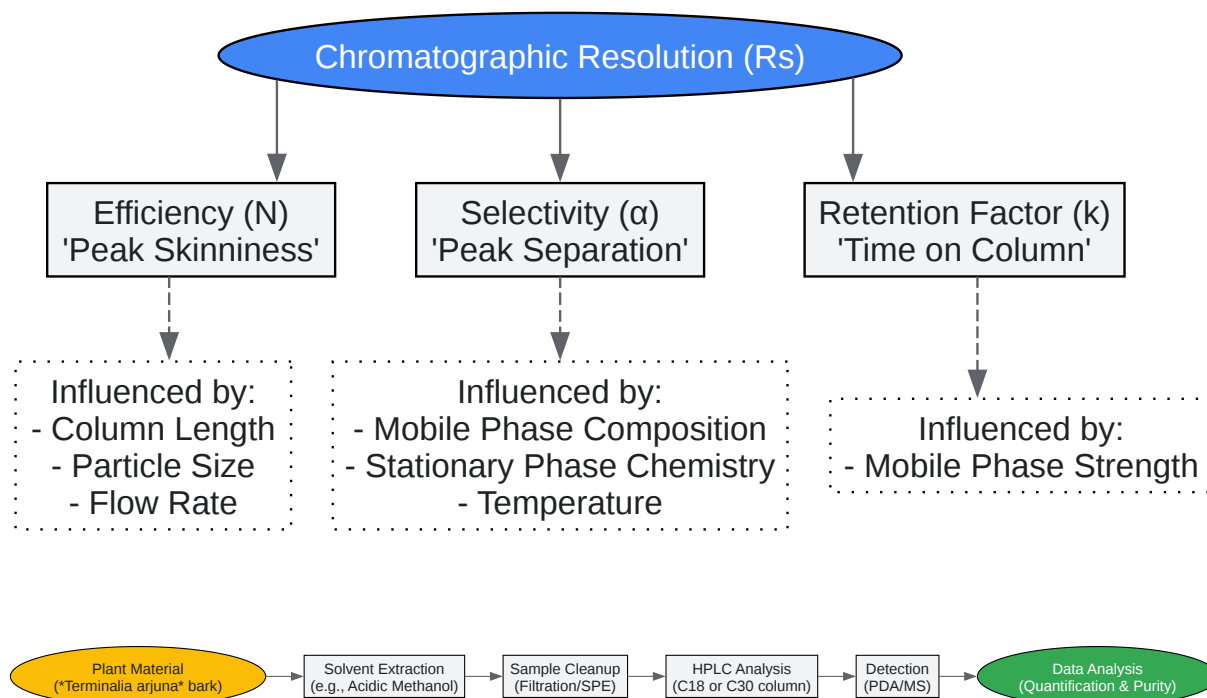 Chromatographic Resolution (Rs)
Efficiency (N)
'Peak Skinniness'
Selectivity (α)
'Peak Separation'
Retention Factor (k)
'Time on Column'
Influenced by:
- Column Length
- Particle Size
- Flow Rate
Influenced by:
- Mobile Phase Composition
- Stationary Phase Chemistry
- Temperature
Influenced by:
- Mobile Phase Strength
Plant Material
(*Terminalia arjuna* bark)
Solvent Extraction
(e.g., Acidic Methanol)
Sample Cleanup
(Filtration/SPE)
HPLC Analysis
(C18 or C30 column)
Detection
(PDA/MS)
Data Analysis
(Quantification & Purity)